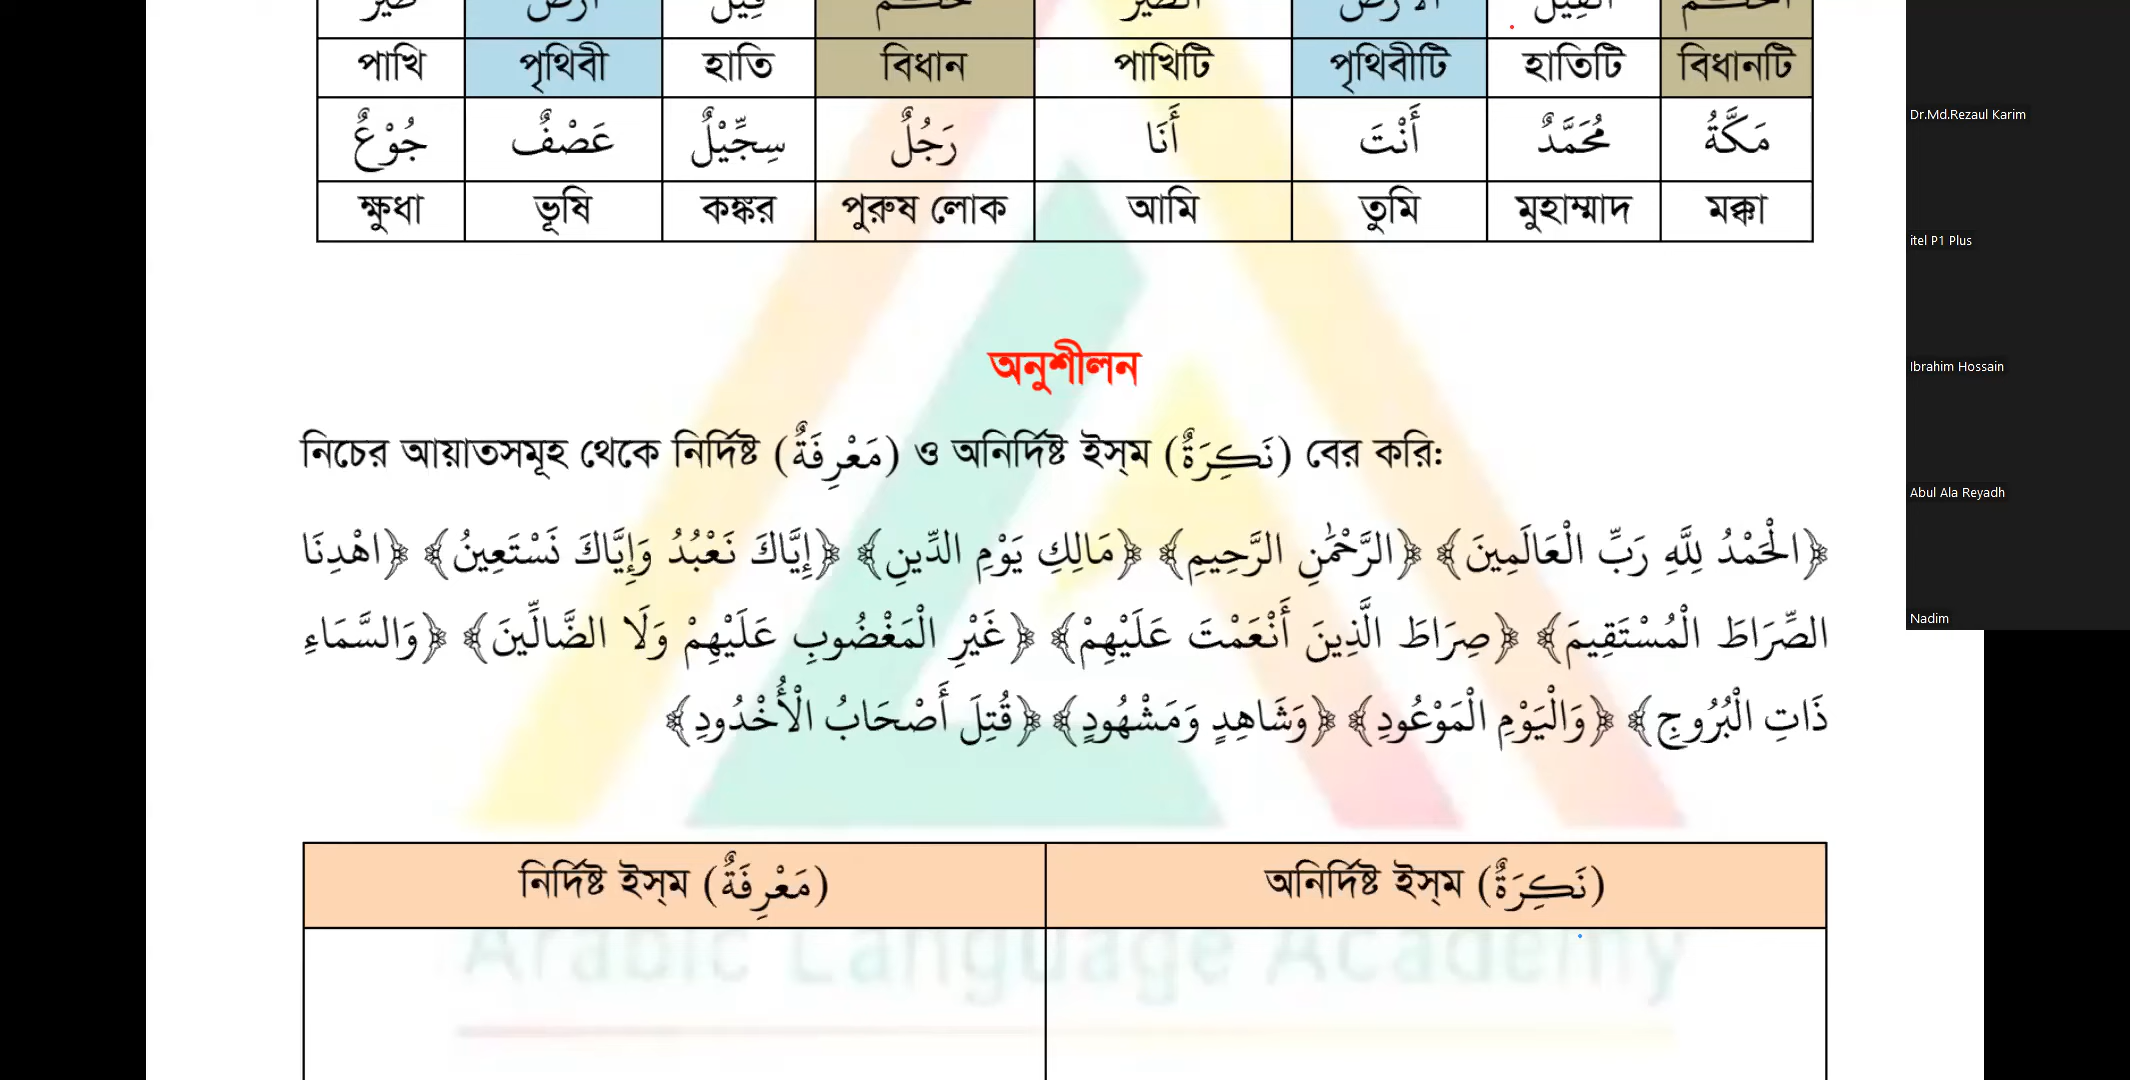 পাখি পৃথিবী হাতি বিধান পাখিটি পৃথিবীটি হাতিটি বিধানটি
جُوْعٌ عَصْفٌ سِجِّيْلٌ رَجُلٌ أَنَا أَنْتَ مُحَمَّدٌ مَكَّةُ
ক্ষুধা ভূষি কঙ্কর পুরুষ লোক আমি তুমি মুহাম্মাদ মক্কা
অনুশীলন
নিচের আয়াতসমূহ থেকে নির্দিষ্ট (مَعْرِفَةٌ) ও অনির্দিষ্ট ইস্‌ম (نَكِرَةٌ) বের করি:
﴿الْحَمْدُ لِلَّهِ رَبِّ الْعَالَمِينَ﴾ ﴿الرَّحْمَٰنِ الرَّحِيمِ﴾ ﴿مَالِكِ يَوْمِ الدِّينِ﴾ ﴿إِيَّاكَ نَعْبُدُ وَإِيَّاكَ نَسْتَعِينُ﴾ ﴿اهْدِنَا
الصِّرَاطَ الْمُسْتَقِيمَ﴾ ﴿صِرَاطَ الَّذِينَ أَنْعَمْتَ عَلَيْهِمْ﴾ ﴿غَيْرِ الْمَغْضُوبِ عَلَيْهِمْ وَلَا الضَّالِّينَ﴾ ﴿وَالسَّمَاءِ
ذَاتِ الْبُرُوجِ﴾ ﴿وَالْيَوْمِ الْمَوْعُودِ﴾ ﴿وَشَاهِدٍ وَمَشْهُودٍ﴾ ﴿قُتِلَ أَصْحَابُ الْأُخْدُودِ﴾
নির্দিষ্ট ইস্‌ম (مَعْرِفَةٌ) অনির্দিষ্ট ইস্‌ম (نَكِرَةٌ)
Arabic Language Academy
Dr.Md.Rezaul Karim
itel P1 Plus
Ibrahim Hossain
Abul Ala Reyadh
Nadim